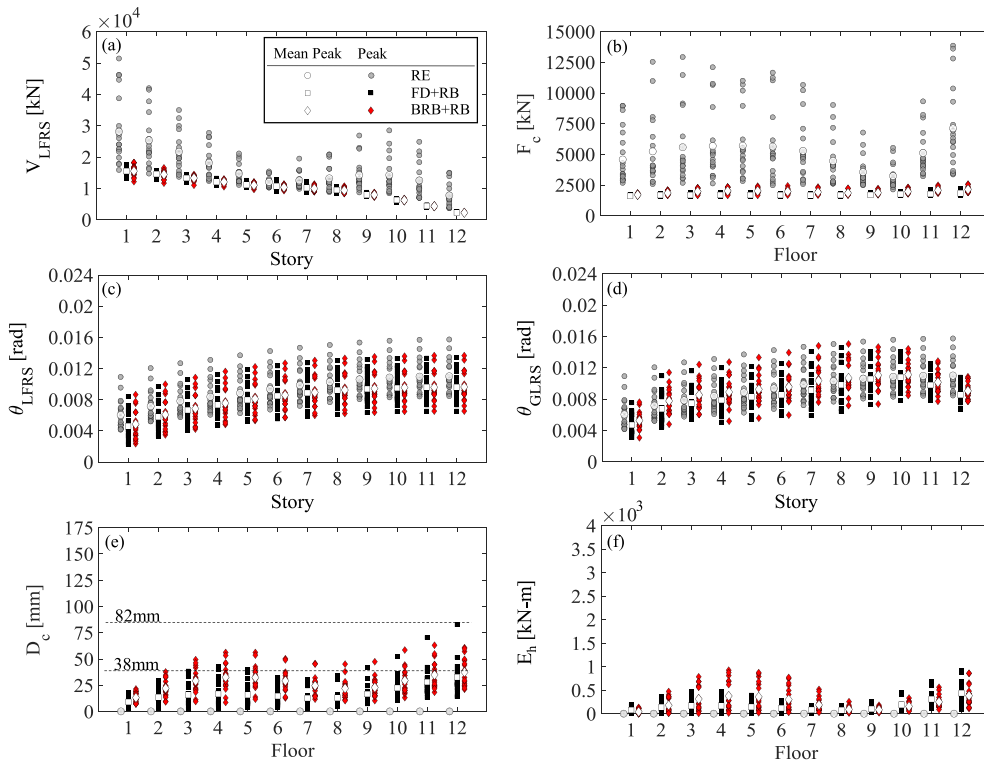 ×10⁴
(a)
V_LFRS [kN]
6
5
4
3
2
1
0
Mean Peak Peak
RE
FD+RB
BRB+RB
1 2 3 4 5 6 7 8 9 10 11 12
Story
(b)
F_c [kN]
15000
12500
10000
7500
5000
2500
0
1 2 3 4 5 6 7 8 9 10 11 12
Floor
(c)
θ_LFRS [rad]
0.024
0.02
0.016
0.012
0.008
0.004
0
1 2 3 4 5 6 7 8 9 10 11 12
Story
(d)
θ_GLRS [rad]
0.024
0.02
0.016
0.012
0.008
0.004
0
1 2 3 4 5 6 7 8 9 10 11 12
Story
(e)
D_c [mm]
175
150
125
100
75
50
25
0
82mm
38mm
1 2 3 4 5 6 7 8 9 10 11 12
Floor
×10³
(f)
E_h [kN-m]
4
3.5
3
2.5
2
1.5
1
0.5
0
1 2 3 4 5 6 7 8 9 10 11 12
Floor